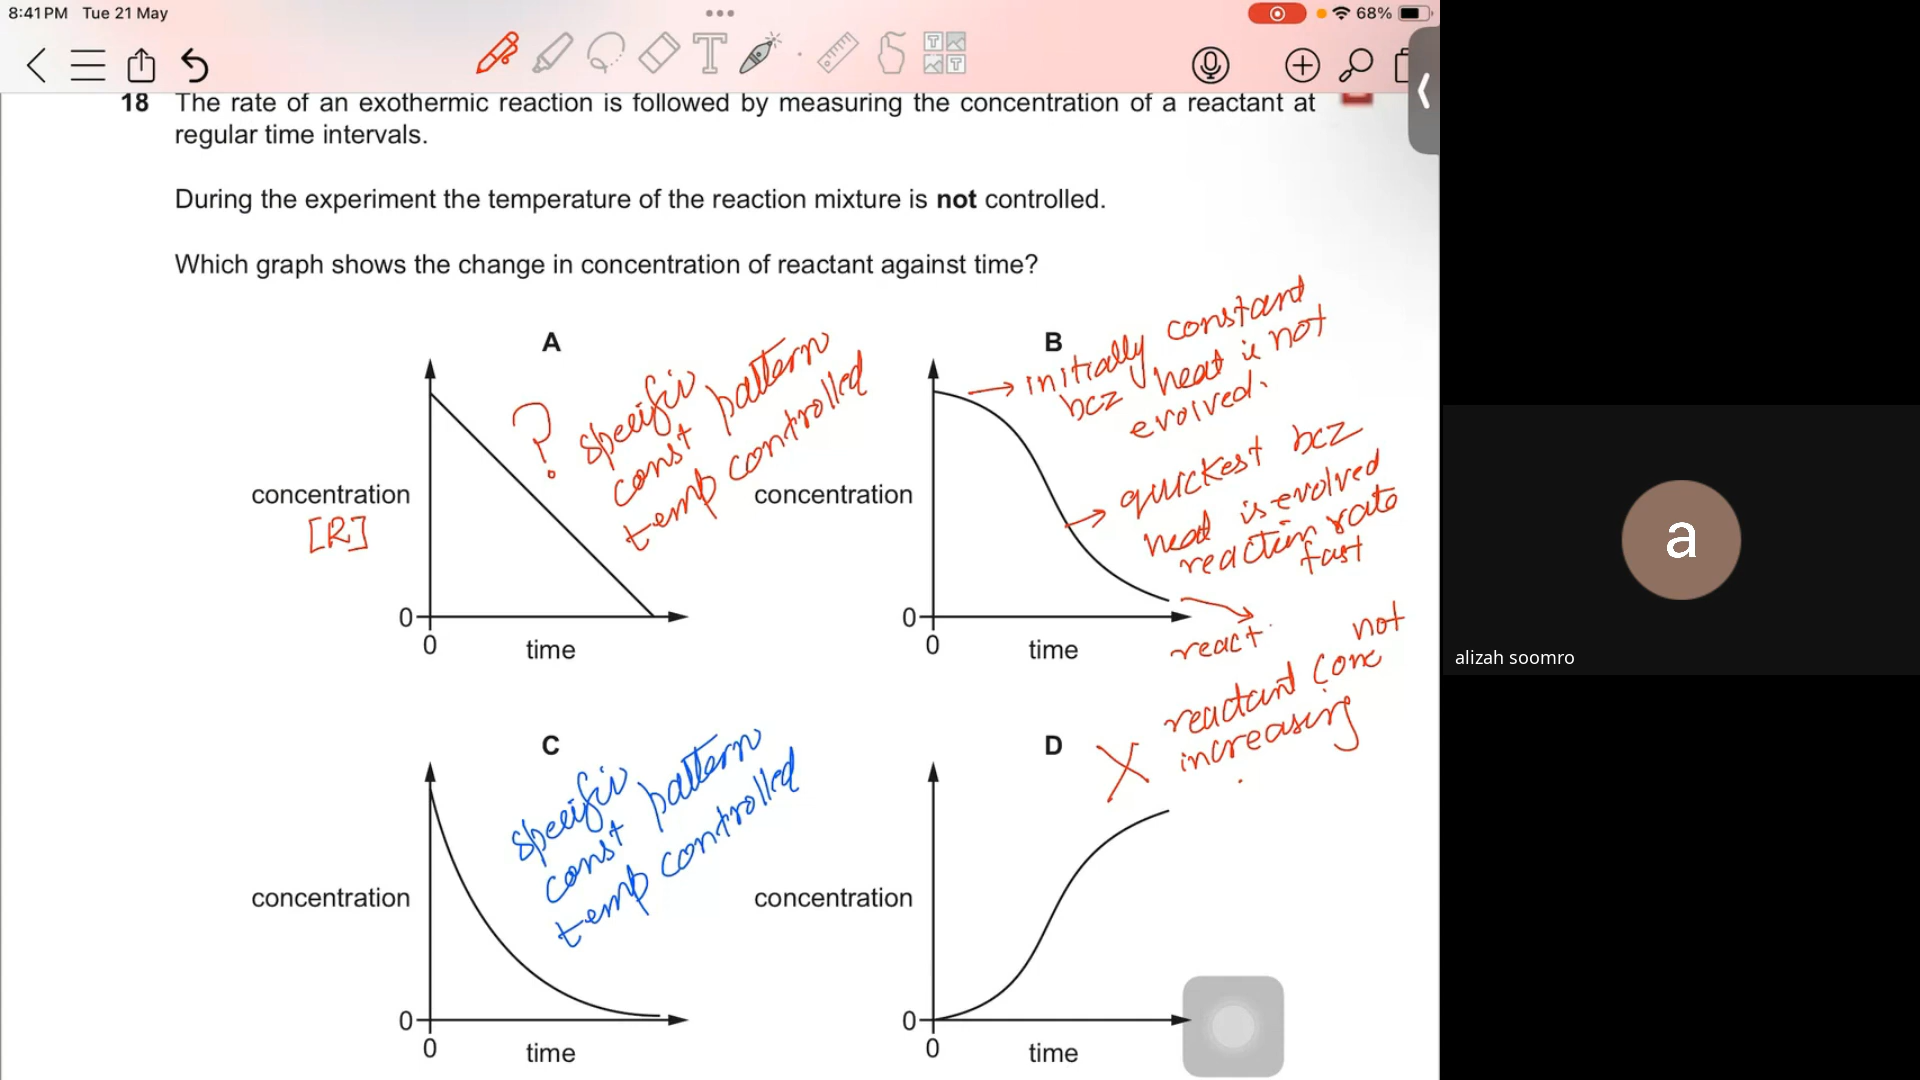 8:41 PM Tue 21 May
68%
18 The rate of an exothermic reaction is followed by measuring the concentration of a reactant at
regular time intervals.
During the experiment the temperature of the reaction mixture is not controlled.
Which graph shows the change in concentration of reactant against time?
A
specific pattern
const
temp controlled
?
concentration
[R]
0
0
time
B
initially constant
bcz heat is not
evolved.
quickest bcz
heat is evolved
reaction rate
fast
concentration
0
0
time
react
C
specific pattern
const
temp controlled
concentration
0
0
time
D
X
reactant conc not
increasing
concentration
0
0
time
a
alizah soomro